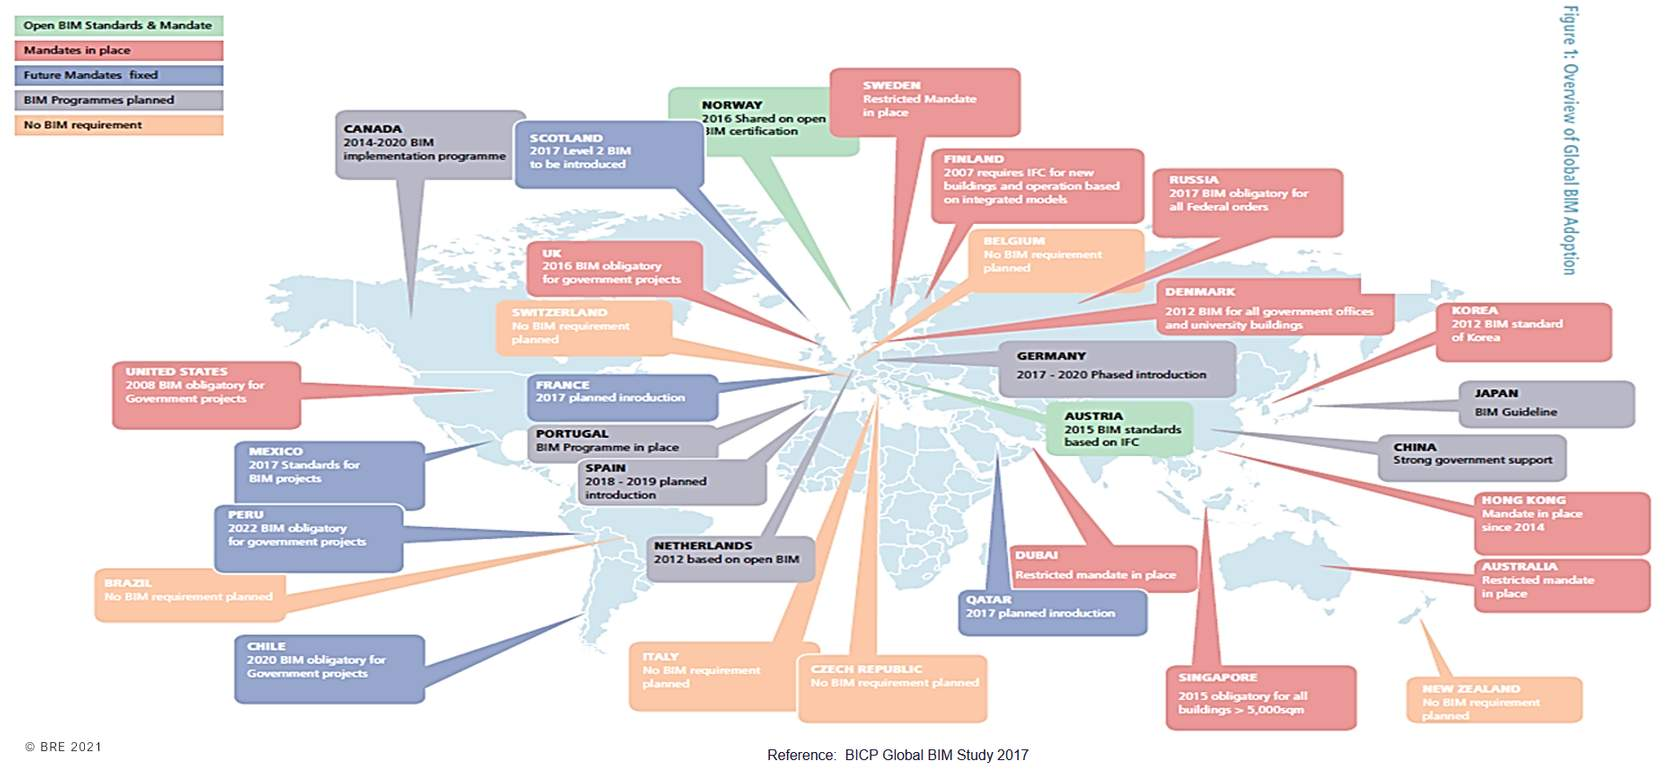 Open BIM Standards & Mandate
Mandates in place
Future Mandates fixed
BIM Programmes planned
No BIM requirement
Figure 1: Overview of Global BIM Adoption
CANADA
2014-2020 BIM
implementation programme
SCOTLAND
2017 Level 2 BIM
to be introduced
NORWAY
2016 Shared on open
BIM certification
SWEDEN
Restricted Mandate
in place
FINLAND
2007 requires IFC for new
buildings and operation based
on integrated models
RUSSIA
2017 BIM obligatory for
all Federal orders
UK
2016 BIM obligatory
for government projects
BELGIUM
No BIM requirement
planned
SWITZERLAND
No BIM requirement
planned
DENMARK
2012 BIM for all government offices
and university buildings
KOREA
2012 BIM standard
of Korea
UNITED STATES
2008 BIM obligatory for
Government projects
FRANCE
2017 planned inroduction
GERMANY
2017 - 2020 Phased introduction
JAPAN
BIM Guideline
PORTUGAL
BIM Programme in place
AUSTRIA
2015 BIM standards
based on IFC
MEXICO
2017 Standards for
BIM projects
SPAIN
2018 - 2019 planned
introduction
CHINA
Strong government support
PERU
2022 BIM obligatory
for government projects
HONG KONG
Mandate in place
since 2014
NETHERLANDS
2012 based on open BIM
DUBAI
Restricted mandate in place
AUSTRALIA
Restricted mandate
in place
BRAZIL
No BIM requirement planned
QATAR
2017 planned inroduction
CHILE
2020 BIM obligatory for
Government projects
ITALY
No BIM requirement
planned
CZECH REPUBLIC
No BIM requirement planned
SINGAPORE
2015 obligatory for all
buildings > 5,000sqm
NEW ZEALAND
No BIM requirement
planned
© BRE 2021
Reference: BICP Global BIM Study 2017